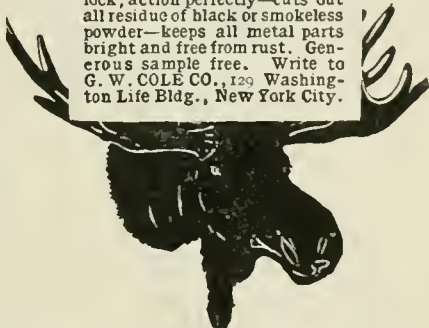 lock, action perfectly—cuts out
all residue of black or smokeless
powder—keeps all metal parts
bright and free from rust. Gen-
erous sample free. Write to
G. W. COLE CO., 129 Washing-
ton Life Bldg., New York City.